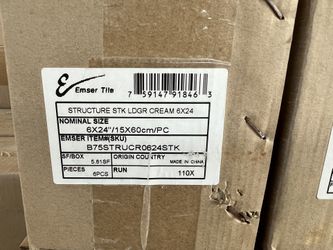 Emser Tile
7 59147 91846 3
STRUCTURE STK LDGR CREAM 6X24
NOMINAL SIZE
6X24"/15X60cm/PC
EMSER ITEM#(SKU)
B75STRUCR0624STK
SF/BOX 5.81SF ORIGIN COUNTRY MADE IN CHINA
PIECES 6PCS RUN 110X